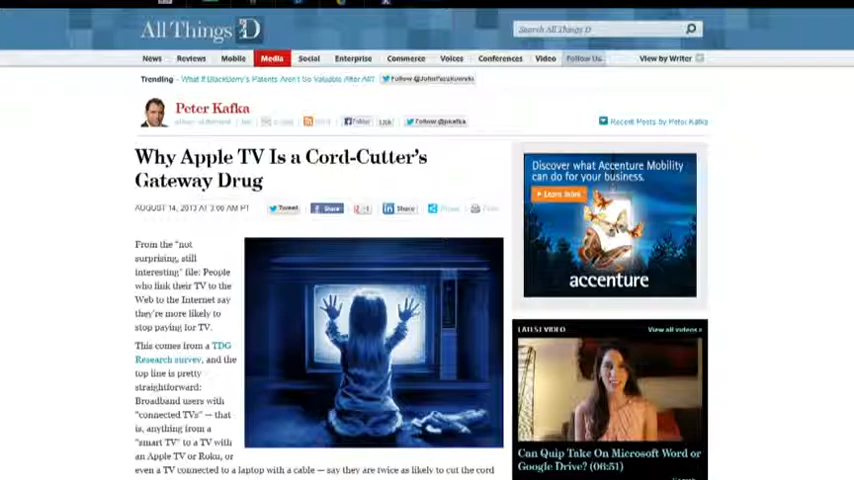 All Things D
Search All Things D
News Reviews Mobile Media Social Enterprise Commerce Voices Conferences Video Follow Us View by Writer
Trending What If BlackBerry's Patents Aren't So Valuable After All? Follow
Peter Kafka
Follow @pkafka Recent Posts by Peter Kafka
Why Apple TV Is a Cord-Cutter's
Gateway Drug
AUGUST 14, 2013 AT 3:00 AM PT Tweet Share +1 Share Share Print
From the "not
surprising, still
interesting" file: People
who link their TV to the
Web to the Internet say
they're more likely to
stop paying for TV.
This comes from a TDG
Research survey, and the
top line is pretty
straightforward:
Broadband users with
"connected TVs" — that
is, anything from a
"smart TV" to a TV with
an Apple TV or Roku, or
even a TV connected to a laptop with a cable — say they are twice as likely to cut the cord
Discover what Accenture Mobility
can do for your business.
Learn More
accenture
LATEST VIDEO View all videos »
Can Quip Take On Microsoft Word or
Google Drive? (06:51)